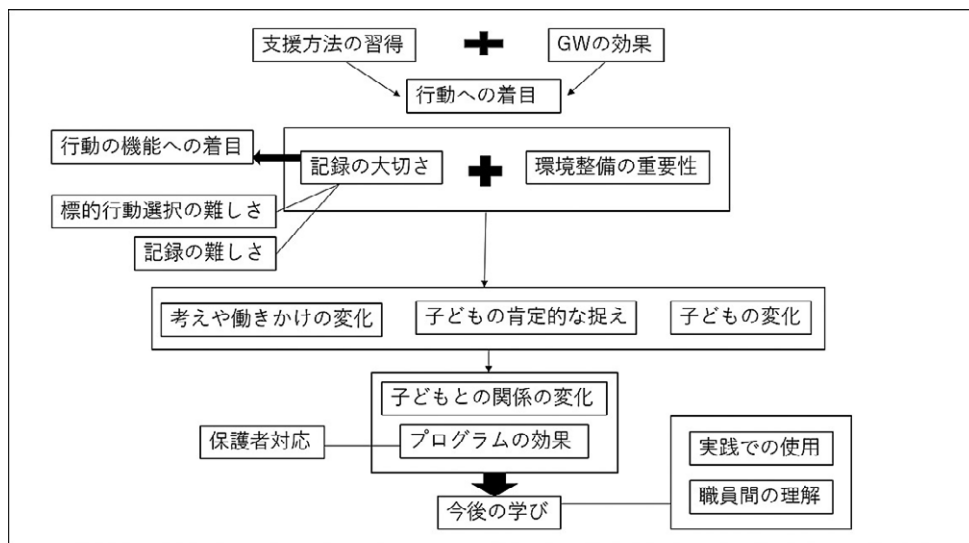 支援方法の習得
GWの効果
行動への着目
行動の機能への着目
記録の大切さ
環境整備の重要性
標的行動選択の難しさ
記録の難しさ
考えや働きかけの変化
子どもの肯定的な捉え
子どもの変化
子どもとの関係の変化
保護者対応
プログラムの効果
実践での使用
職員間の理解
今後の学び